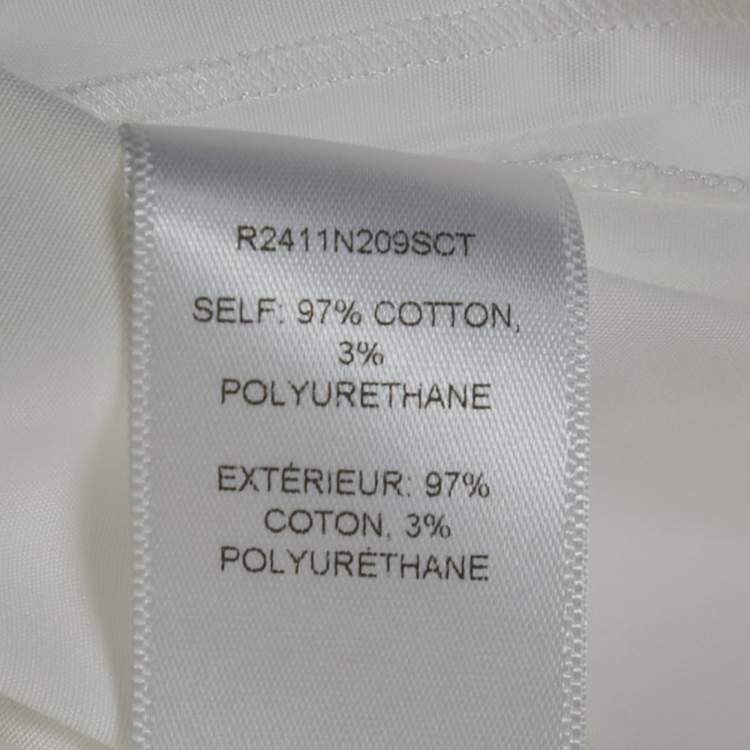 R2411N209SCT
SELF: 97% COTTON,
3%
POLYURETHANE
EXTÉRIEUR: 97%
COTON, 3%
POLYURÉTHANE